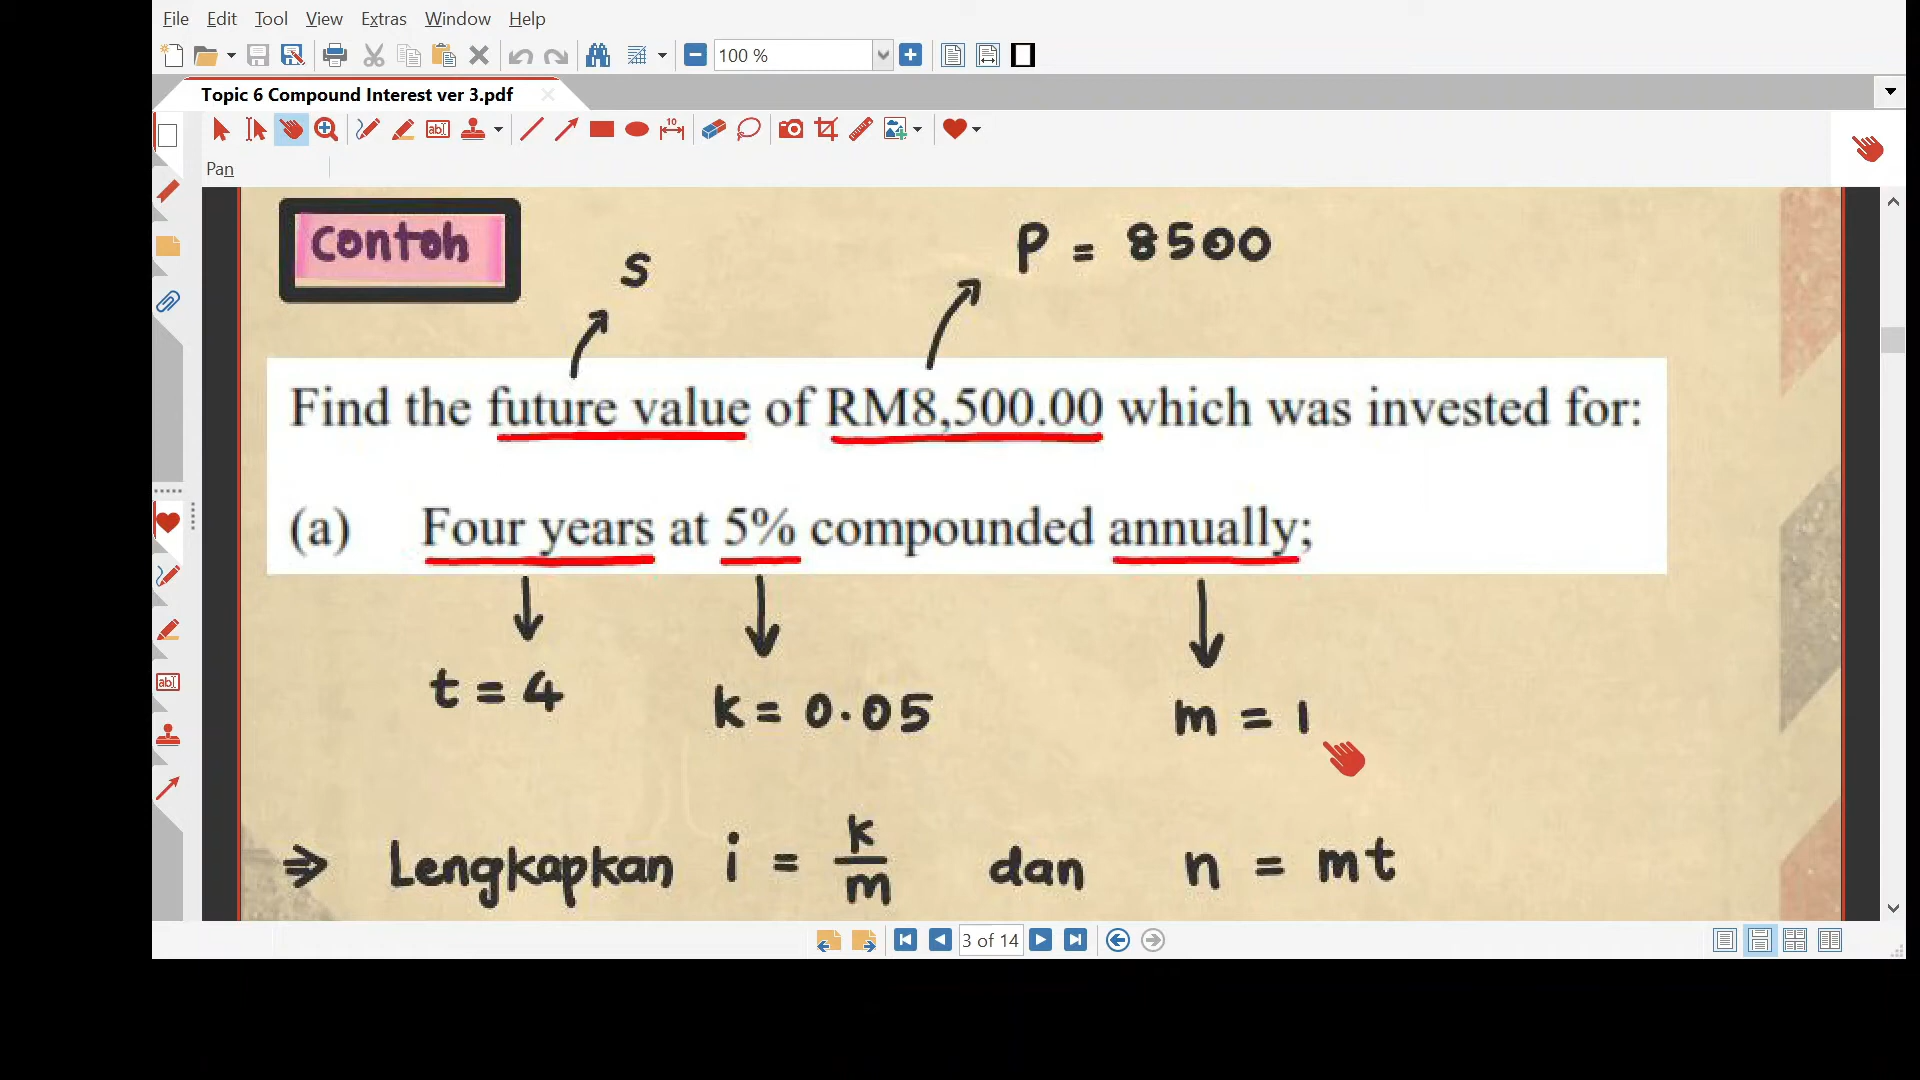 File Edit Tool View Extras Window Help
100 %
Topic 6 Compound Interest ver 3.pdf
10
Pan
Contoh
S
P = 8500
Find the future value of RM8,500.00 which was invested for:
(a) Four years at 5% compounded annually;
t = 4
k = 0.05
m = 1
⇒ Lengkapkan i = k/m dan n = mt
3 of 14